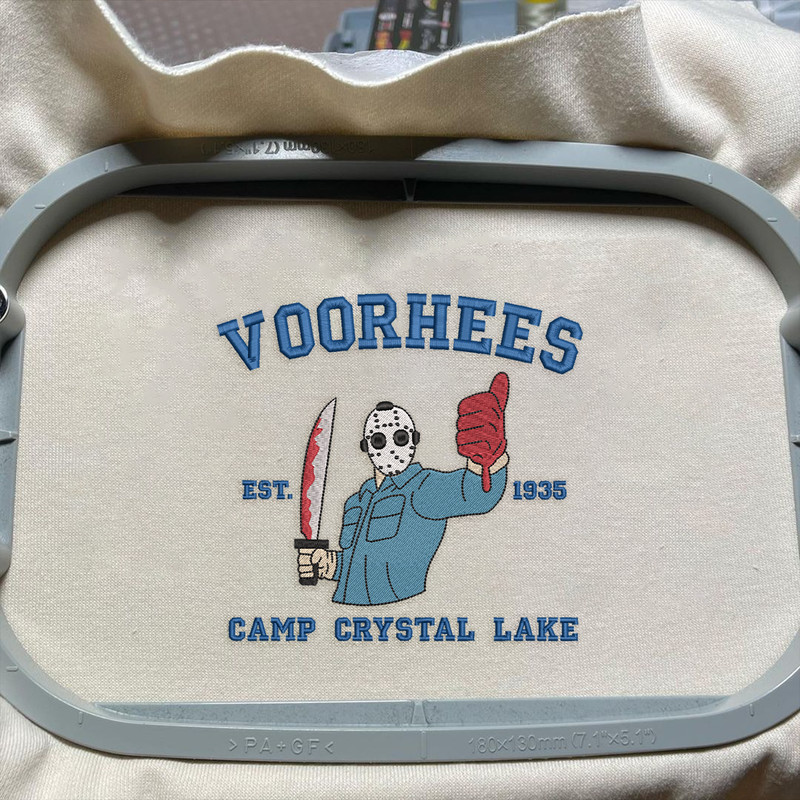 VOORHEES
EST. 1935
CAMP CRYSTAL LAKE
>PA+GF<
180×130mm (7.1"×5.1")